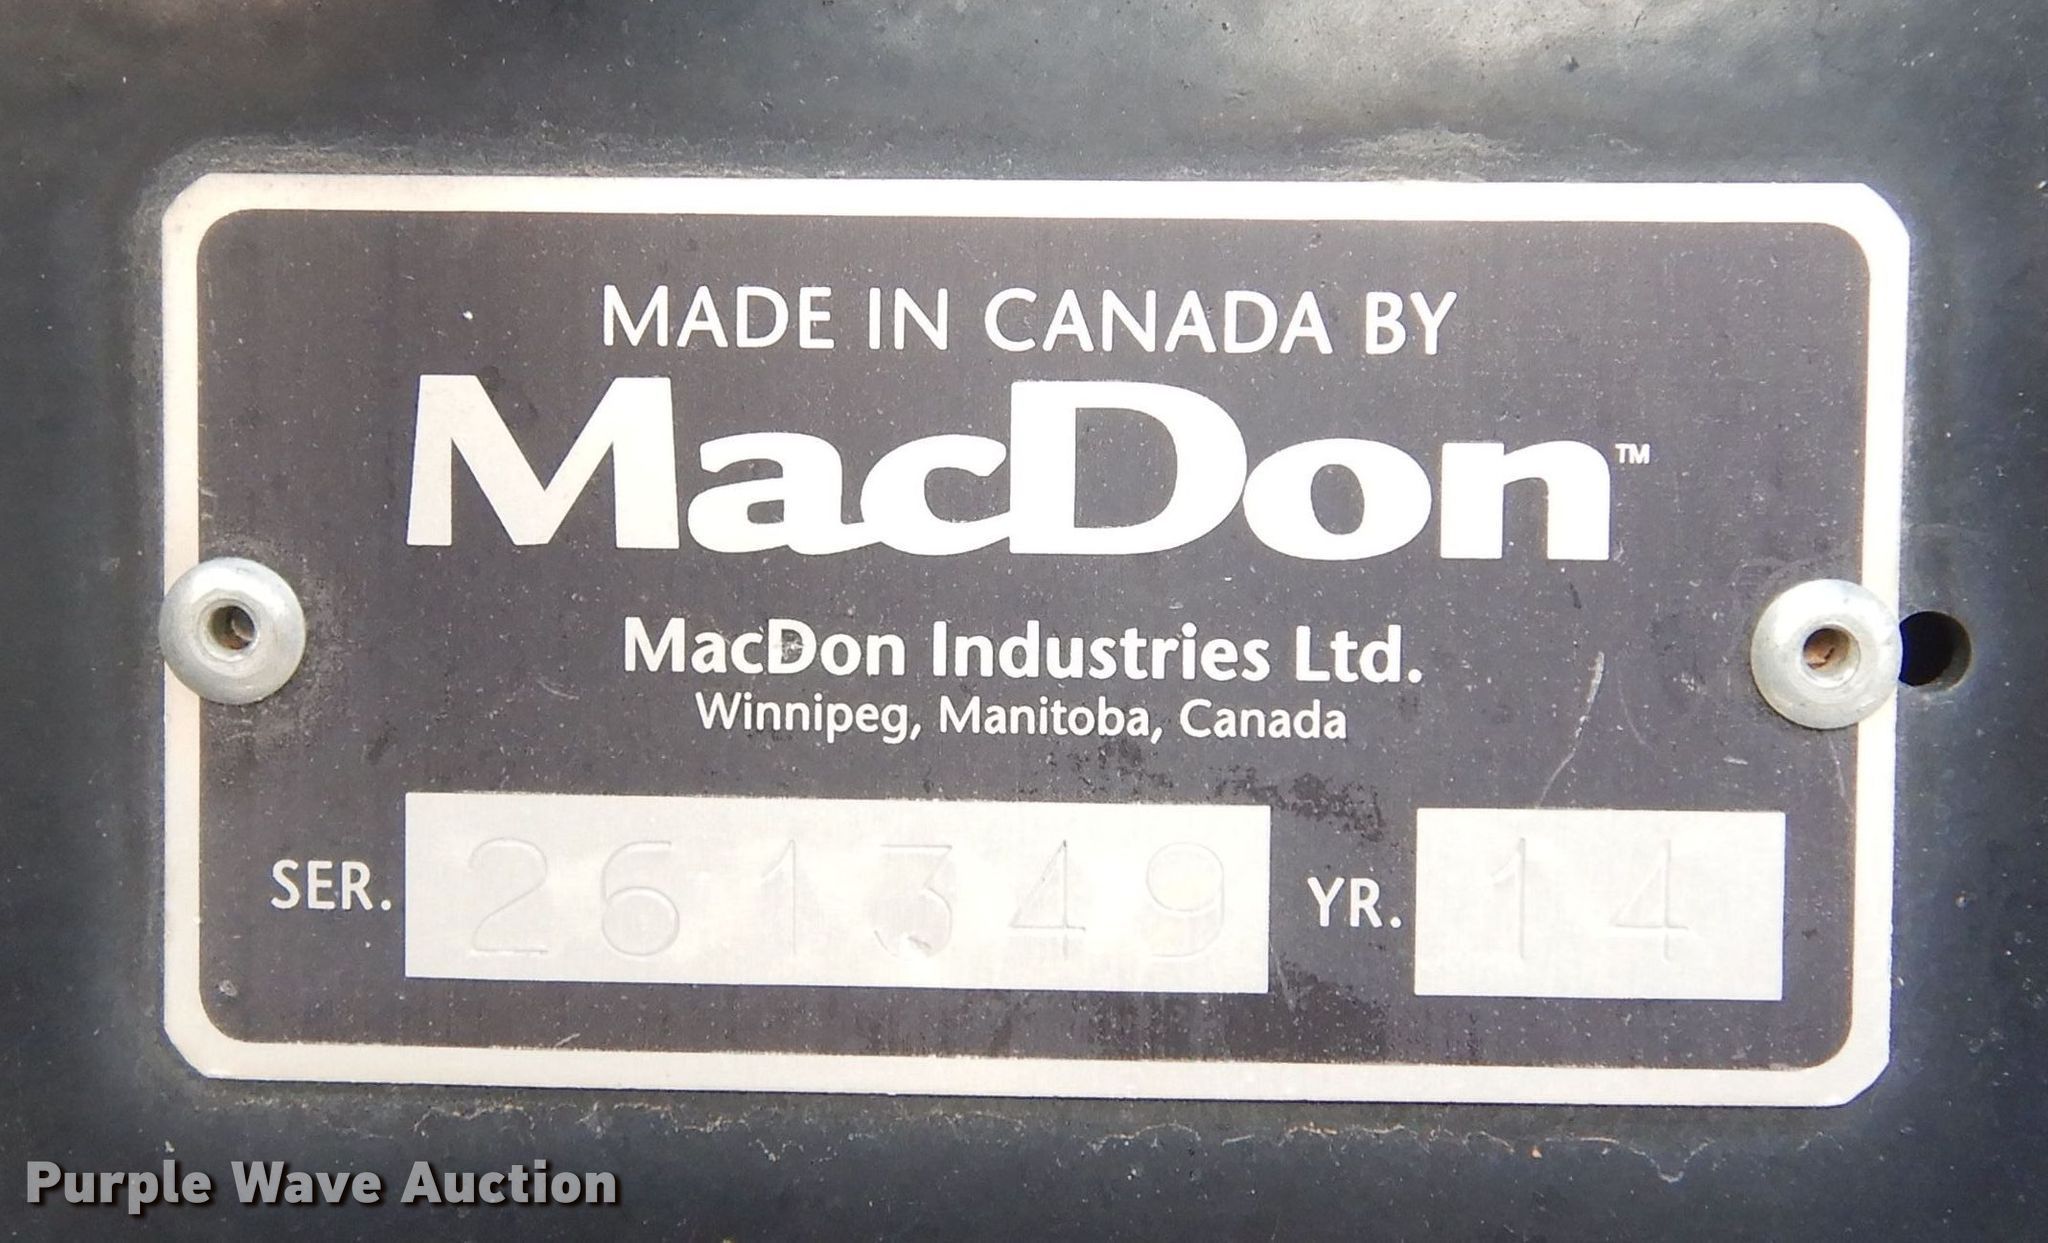 MADE IN CANADA BY
MacDon™
MacDon Industries Ltd.
Winnipeg, Manitoba, Canada
SER. 261349 YR. 14
Purple Wave Auction